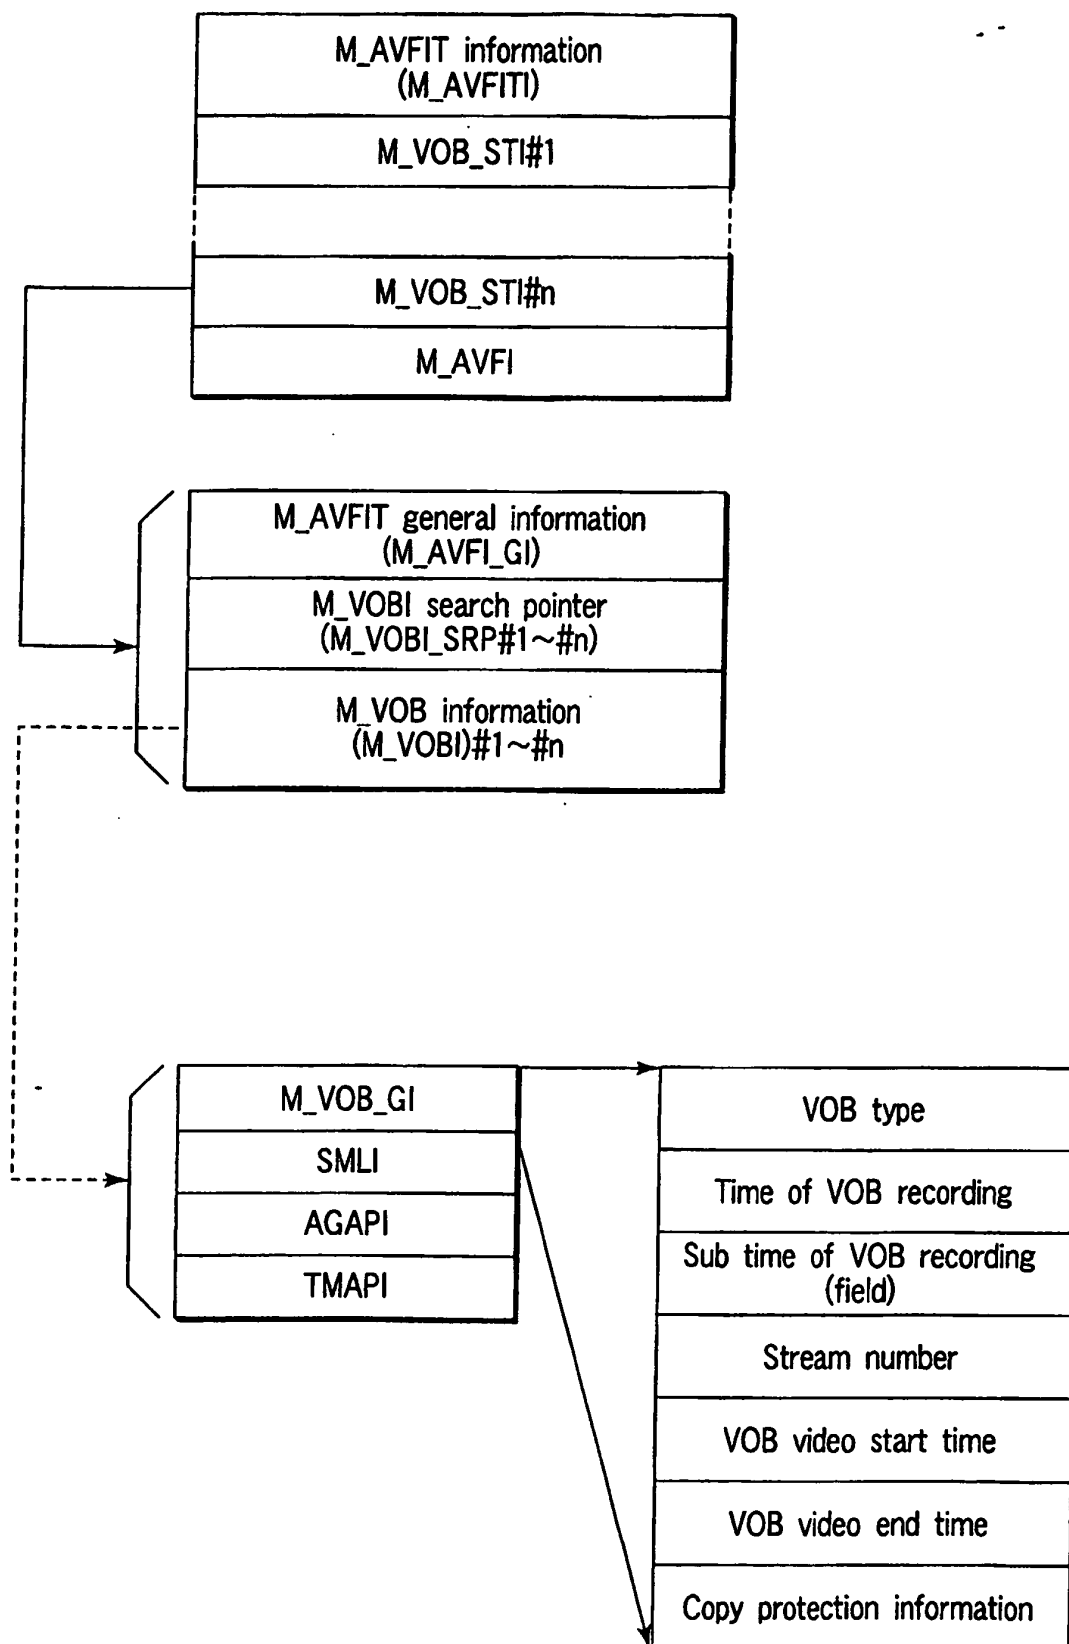 M_AVFIT information
(M_AVFITI)
M_VOB_STI#1
M_VOB_STI#n
M_AVFI
M_AVFIT general information
(M_AVFI_GI)
M_VOBI search pointer
(M_VOBI_SRP#1~#n)
M_VOB information
(M_VOBI)#1~#n
M_VOB_GI
SMLI
AGAPI
TMAPI
VOB type
Time of VOB recording
Sub time of VOB recording
(field)
Stream number
VOB video start time
VOB video end time
Copy protection information